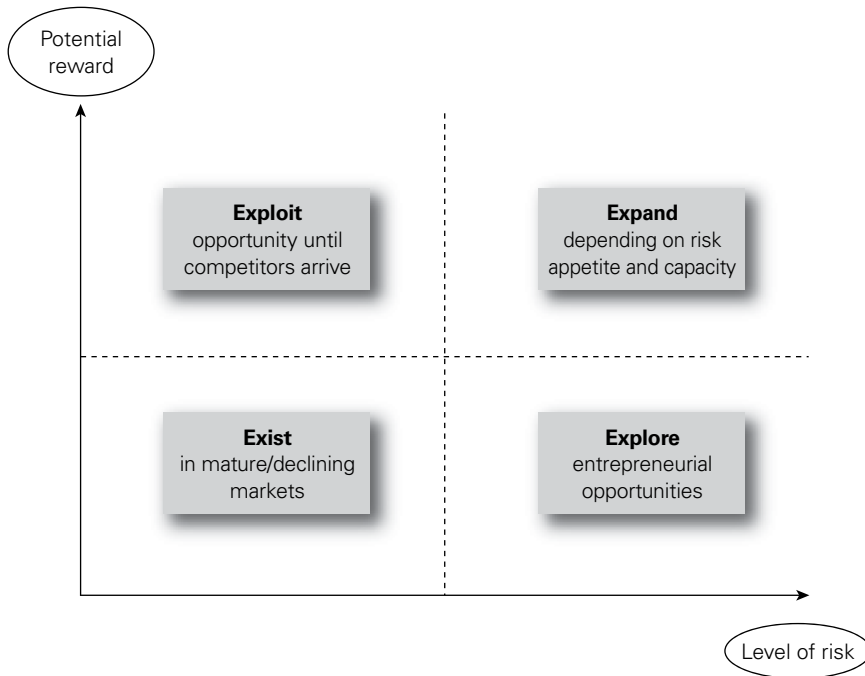 Potential
reward
Exploit
opportunity until
competitors arrive
Expand
depending on risk
appetite and capacity
Exist
in mature/declining
markets
Explore
entrepreneurial
opportunities
Level of risk